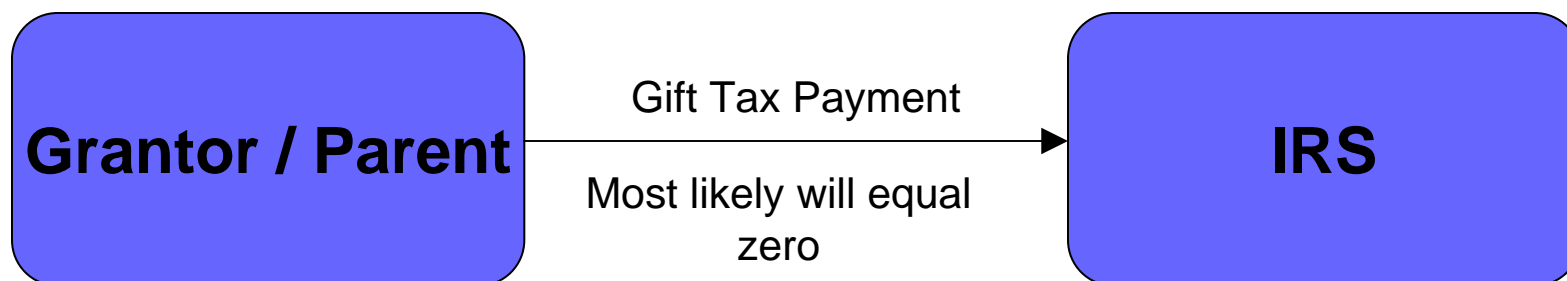 Grantor / Parent
Gift Tax Payment
Most likely will equal
zero
IRS